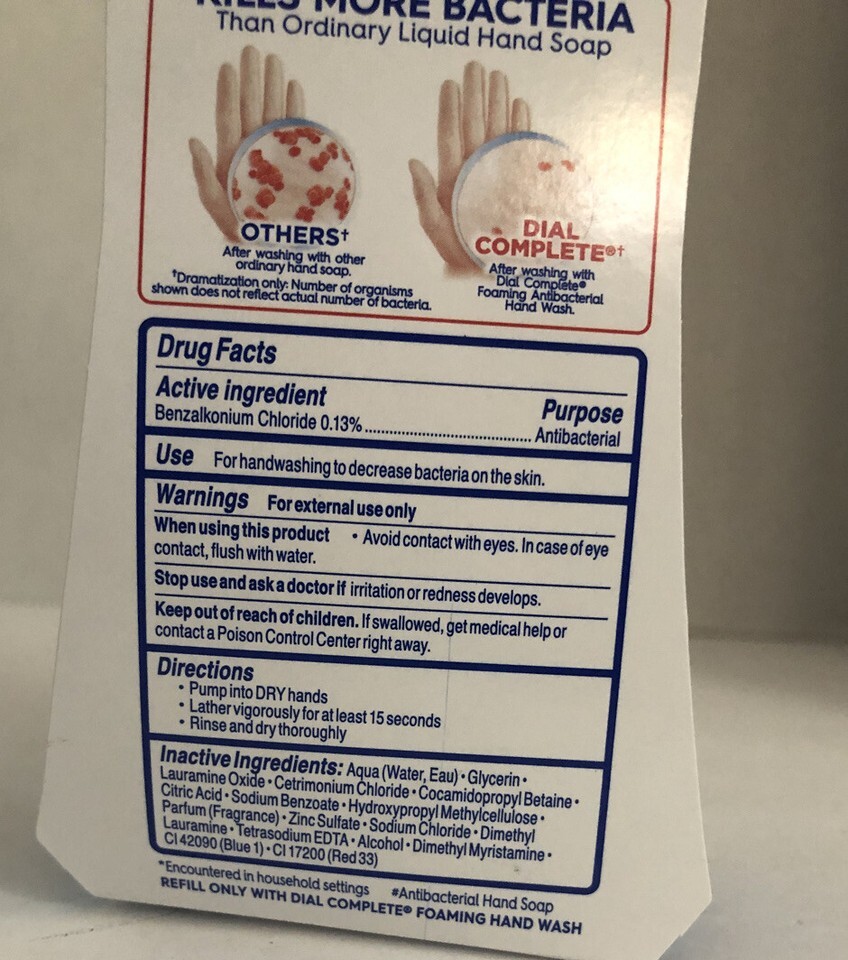 KILLS MORE BACTERIA
Than Ordinary Liquid Hand Soap
OTHERS†
After washing with other
ordinary hand soap.
†Dramatization only: Number of organisms
shown does not reflect actual number of bacteria.
DIAL
COMPLETE®†
After washing with
Dial Complete®
Foaming Antibacterial
Hand Wash.
Drug Facts
Active ingredient Purpose
Benzalkonium Chloride 0.13% ........................................ Antibacterial
Use For handwashing to decrease bacteria on the skin.
Warnings For external use only
When using this product • Avoid contact with eyes. In case of eye
contact, flush with water.
Stop use and ask a doctor if irritation or redness develops.
Keep out of reach of children. If swallowed, get medical help or
contact a Poison Control Center right away.
Directions
• Pump into DRY hands
• Lather vigorously for at least 15 seconds
• Rinse and dry thoroughly
Inactive Ingredients: Aqua (Water, Eau) • Glycerin •
Lauramine Oxide • Cetrimonium Chloride • Cocamidopropyl Betaine •
Citric Acid • Sodium Benzoate • Hydroxypropyl Methylcellulose •
Parfum (Fragrance) • Zinc Sulfate • Sodium Chloride • Dimethyl
Lauramine • Tetrasodium EDTA • Alcohol • Dimethyl Myristamine •
CI 42090 (Blue 1) • CI 17200 (Red 33)
*Encountered in household settings #Antibacterial Hand Soap
REFILL ONLY WITH DIAL COMPLETE® FOAMING HAND WASH